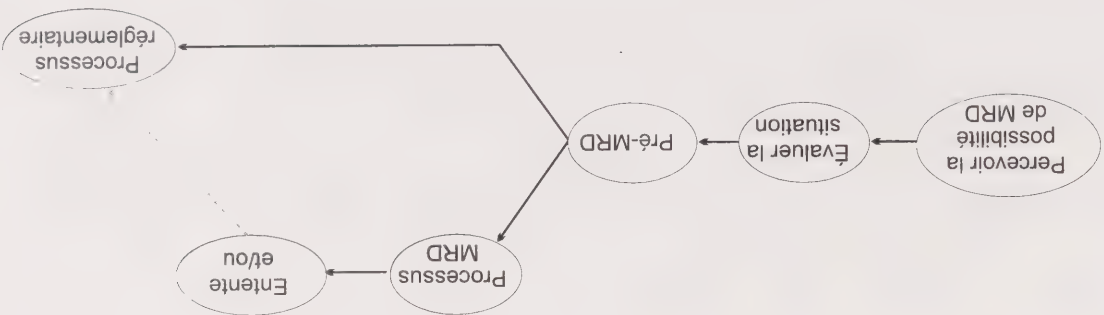 Percevoir la
possibilité
de MRD
Évaluer la
situation
Pré-MRD
Processus
MRD
Entente
et/ou
Processus
réglementaire